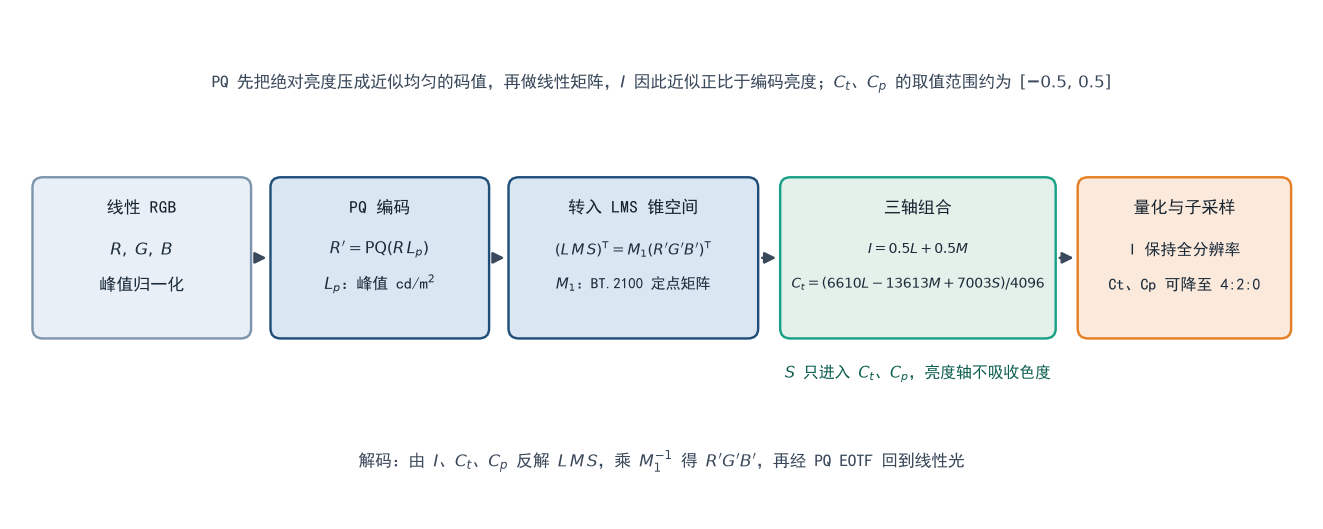 PQ 先把绝对亮度压成近似均匀的码值，再做线性矩阵，I 因此近似正比于编码亮度；Cₜ、Cₚ 的取值范围约为 [−0.5, 0.5]
线性 RGB
R, G, B
峰值归一化
PQ 编码
R′ = PQ(R Lₚ)
Lₚ：峰值 cd/m²
转入 LMS 锥空间
(L M S)ᵀ = M₁(R′G′B′)ᵀ
M₁：BT.2100 定点矩阵
三轴组合
I = 0.5L + 0.5M
Cₜ = (6610L − 13613M + 7003S)/4096
量化与子采样
I 保持全分辨率
Ct、Cp 可降至 4:2:0
S 只进入 Cₜ、Cₚ，亮度轴不吸收色度
解码：由 I、Cₜ、Cₚ 反解 L M S，乘 M₁⁻¹ 得 R′G′B′，再经 PQ EOTF 回到线性光